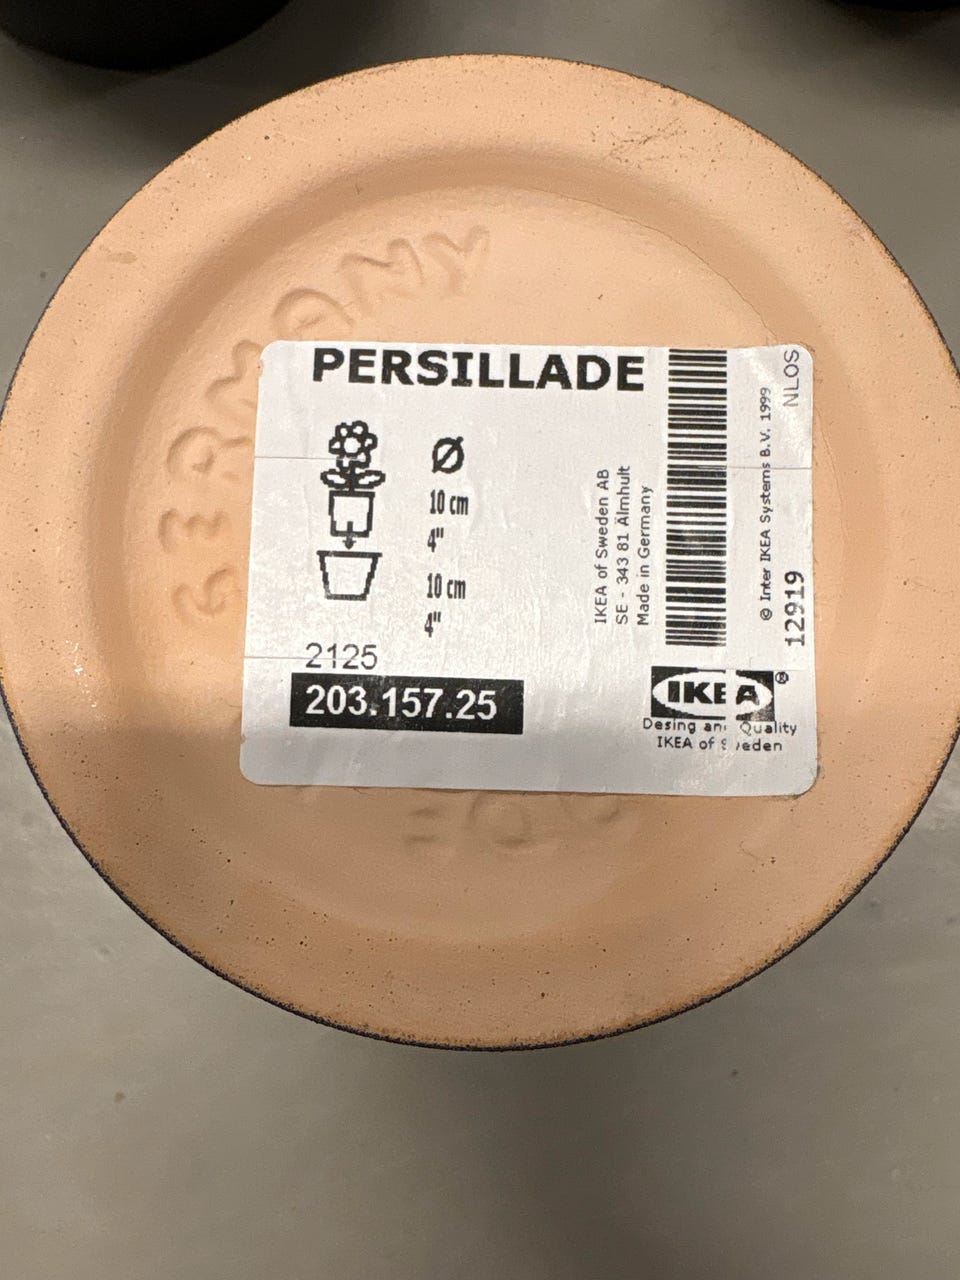 GERMANY
PERSILLADE
Ø
10 cm
4"
10 cm
4"
2125
203.157.25
IKEA of Sweden AB
SE - 343 81 Älmhult
Made in Germany
© Inter IKEA Systems B.V. 1999
NLOS
12919
IKEA®
Desing and Quality
IKEA of Sweden